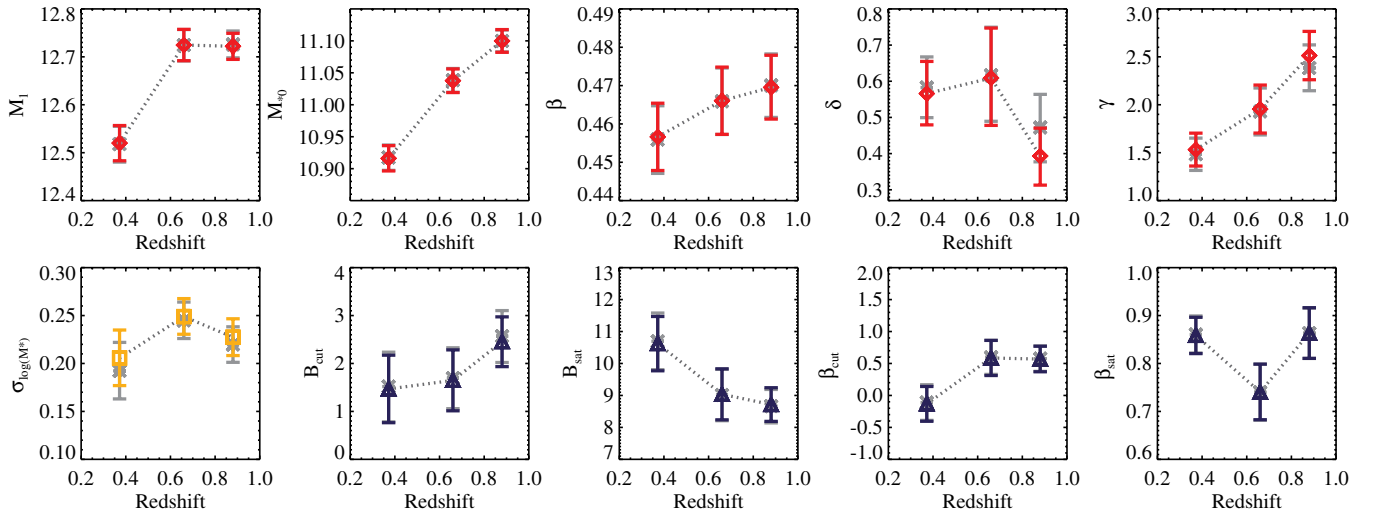 M₁
12.8
12.7
12.6
12.5
12.4
0.2 0.4 0.6 0.8 1.0
Redshift
M*₀
11.10
11.05
11.00
10.95
10.90
0.2 0.4 0.6 0.8 1.0
Redshift
β
0.49
0.48
0.47
0.46
0.45
0.44
0.2 0.4 0.6 0.8 1.0
Redshift
δ
0.8
0.7
0.6
0.5
0.4
0.3
0.2 0.4 0.6 0.8 1.0
Redshift
γ
3.0
2.5
2.0
1.5
1.0
0.2 0.4 0.6 0.8 1.0
Redshift
σlog(M*)
0.30
0.25
0.20
0.15
0.10
0.2 0.4 0.6 0.8 1.0
Redshift
Bcut
4
3
2
1
0
0.2 0.4 0.6 0.8 1.0
Redshift
Bsat
13
12
11
10
9
8
7
6
0.2 0.4 0.6 0.8 1.0
Redshift
βcut
2.0
1.5
1.0
0.5
0.0
-0.5
-1.0
0.2 0.4 0.6 0.8 1.0
Redshift
βsat
1.0
0.9
0.8
0.7
0.6
0.2 0.4 0.6 0.8 1.0
Redshift